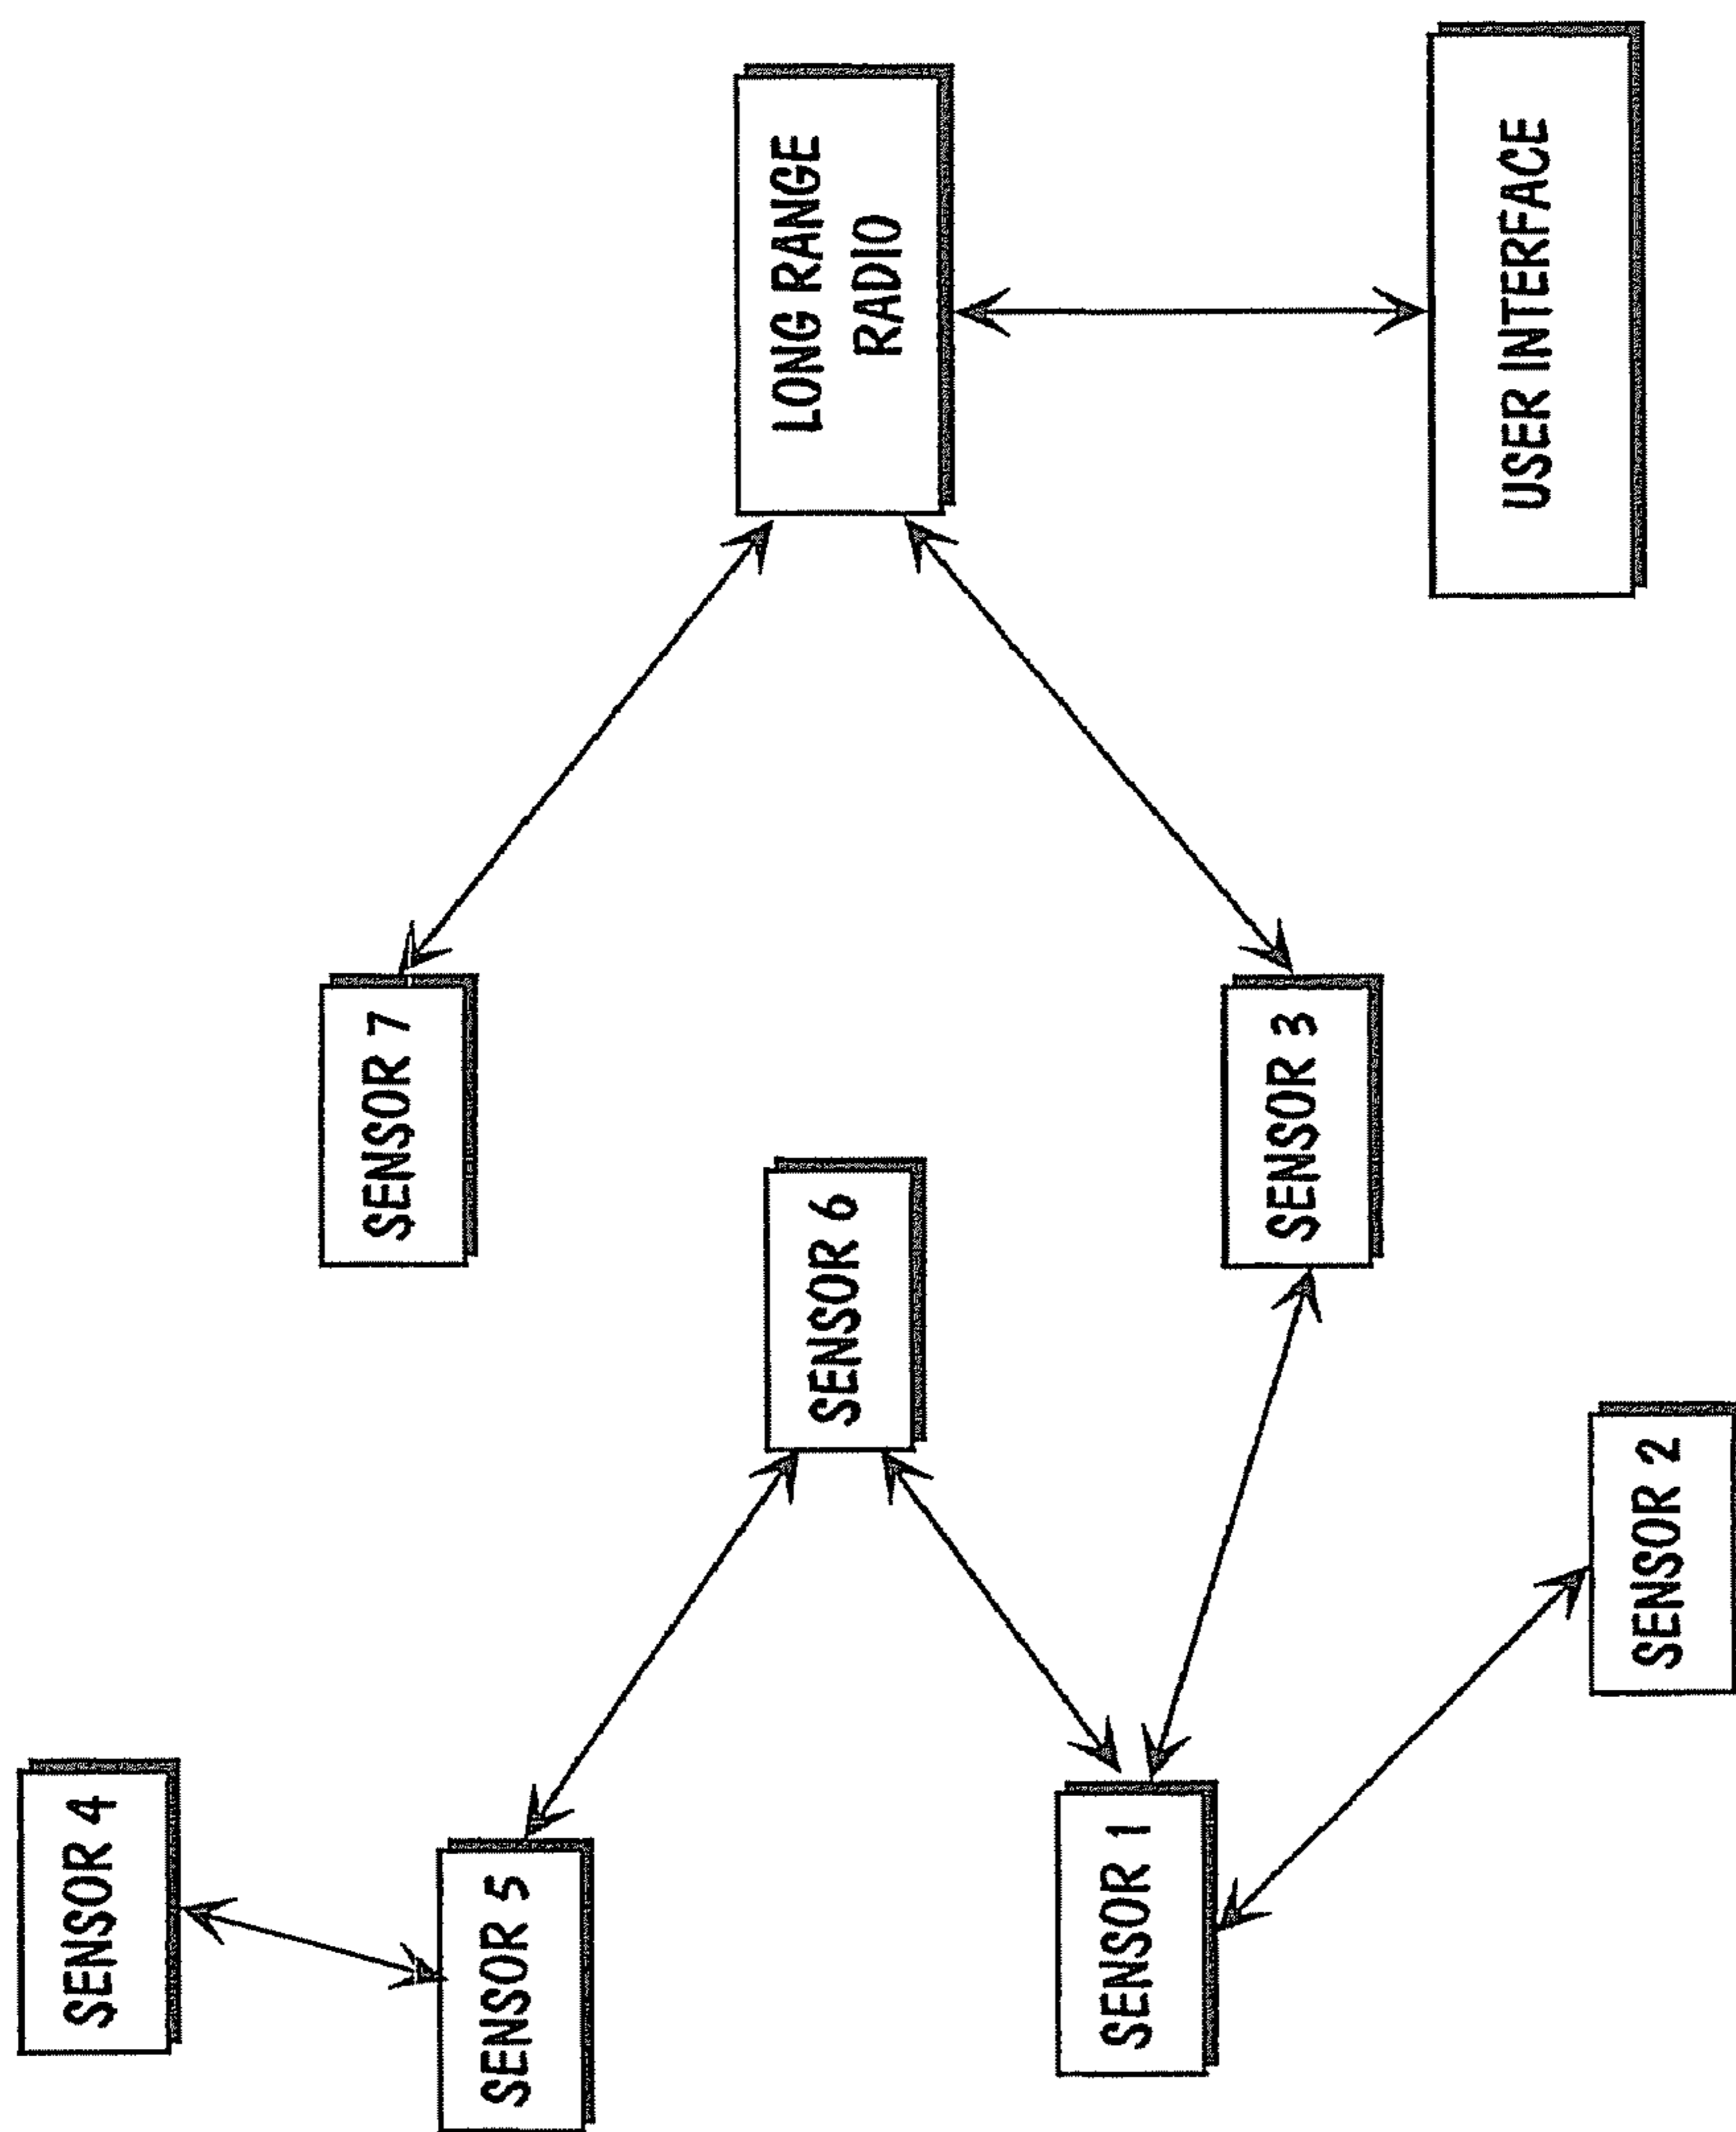 SENSOR 4
SENSOR 5
SENSOR 7
SENSOR 6
LONG RANGE
RADIO
SENSOR 1
SENSOR 3
SENSOR 2
USER INTERFACE